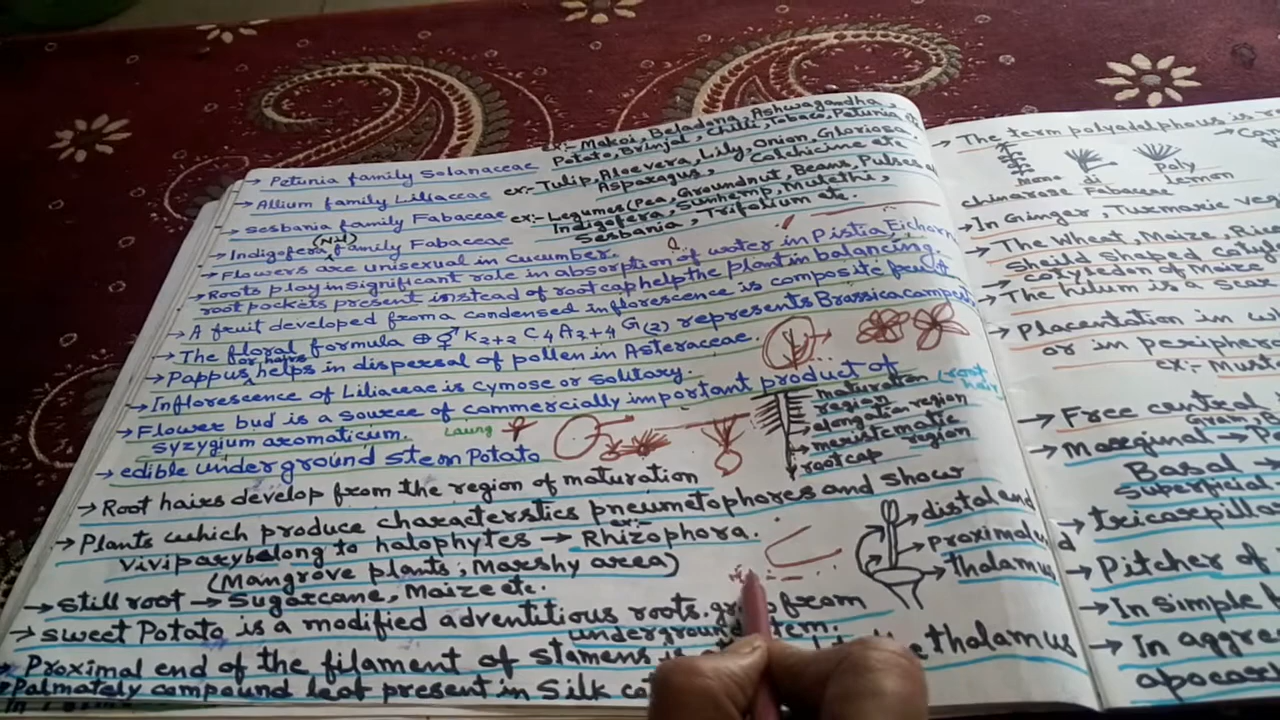 ex:- Makoi, Beladona, Ashwagandha,
Potato, Brinjal, Chilli, Tobaco, Petunia etc
→ Petunia family Solanaceae
ex:- Tulip, Aloevera, Lily, Onion, Gloriosa,
Asparagus, Colchicine etc
→ Allium family Liliaceae
ex:- Legumes (Pea, Groundnut, Beans, Pulses
Indigofera, Sunhemp, Mulethi,
Sesbania, Trifolium etc.
→ Sesbania family Fabaceae
→ Indigofera family Fabaceae
→ Flowers are unisexual in cucumber.
→ Roots play insignificant role in absorption of water in Pistia Eichorn
root pockets present instead of root cap help the plant in balancing.
→ A fruit developed from a condensed inflorescence is composite fruit
→ The floral formula ⊕ ⚥ K2+2 C4 A2+4 G(2) represents Brassica campest
→ Pappus or hairs helps in dispersal of pollen in Asteraceae.
→ Inflorescence of Liliaceae is cymose or solitary.
→ Flower bud is a source of commercially important product of
syzygium aromaticum. Laung
→ edible underground stem Potato
maturation (root hair
region
→ elongation region
→ meristematic
region
→ root cap
→ Root hairs develop from the region of maturation
→ Plants which produce characterstics pneumetophores and show
vivipary belong to halophytes → ex:- Rhizophora.
(Mangrove plants; Marshy area)
→ distal end
→ proximal
→ thalamus
→ still root → Sugarcane, Maize etc.
→ sweet Potato is a modified adventitious roots from
underground stem.
→ Proximal end of the filament of stamens is the thalamus
→ Palmately compound leaf present in Silk
→ The term polyadelphous is
Mono Di Poly
chinarose Fabaceae Lemon
→ In Ginger, Turmaric veg
→ The Wheat, Maize, Rice
sheild shaped cotyle
→ cotyledon of Maize
→ The hilum is a scar
→ Placentation in
or in periphera
ex:- Must
→ Free central
→ Marginal → P
Basal →
Superficial
→ tricarpillar
→ Pitcher of
→ In simple
→ In aggre
apocar